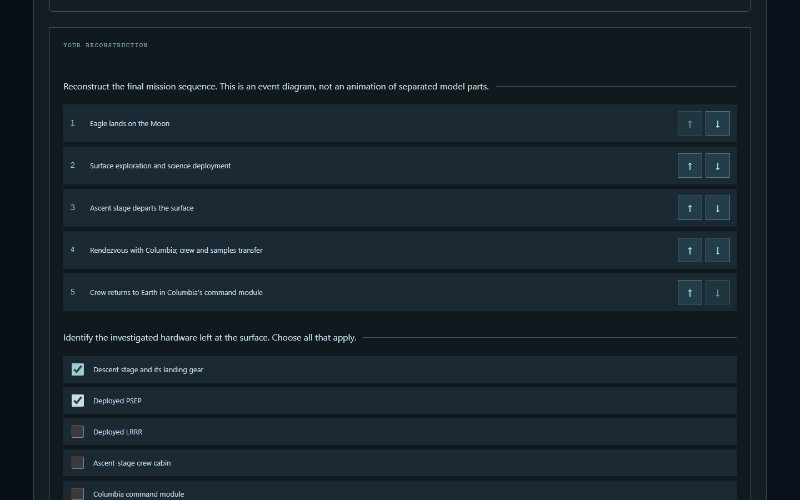 YOUR RECONSTRUCTION
Reconstruct the final mission sequence. This is an event diagram, not an animation of separated model parts.
1 Eagle lands on the Moon ↑ ↓
2 Surface exploration and science deployment ↑ ↓
3 Ascent stage departs the surface ↑ ↓
4 Rendezvous with Columbia; crew and samples transfer ↑ ↓
5 Crew returns to Earth in Columbia's command module ↑ ↓
Identify the investigated hardware left at the surface. Choose all that apply.
Descent stage and its landing gear
Deployed PSEP
Deployed LRRR
Ascent-stage crew cabin
Columbia command module